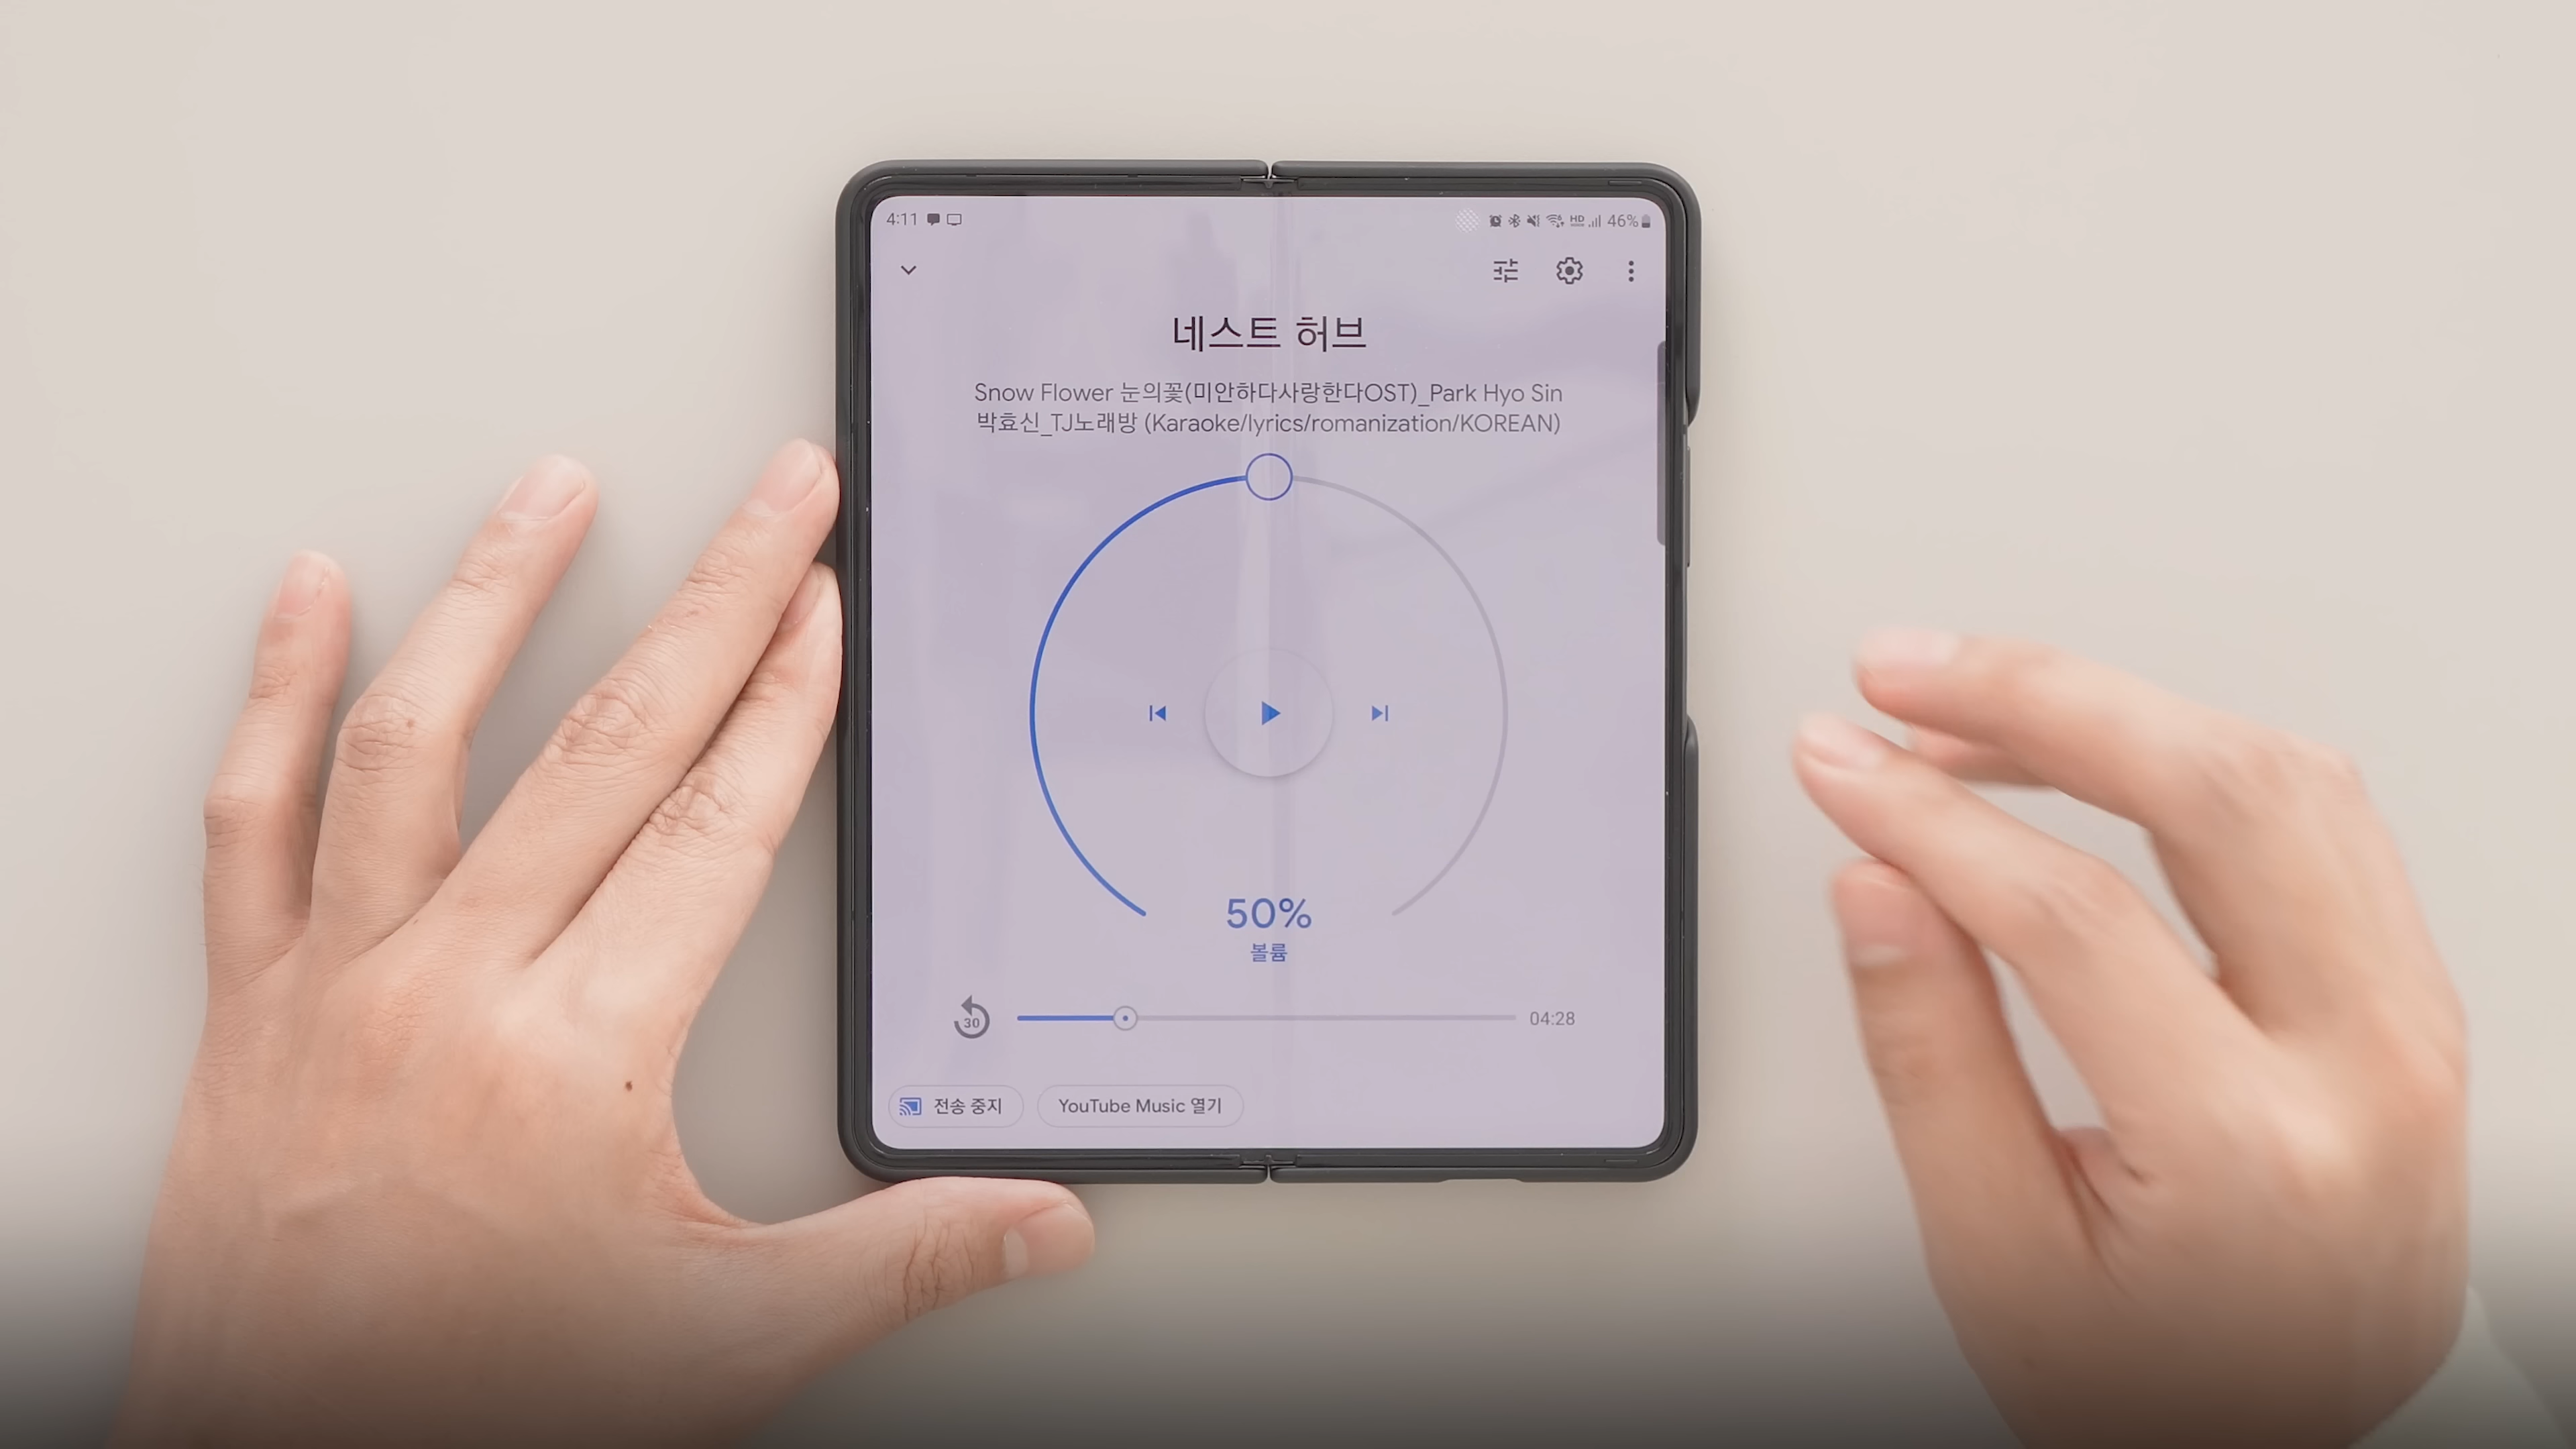 4:11
HD 46%
네스트 허브
Snow Flower 눈의꽃(미안하다사랑한다OST)_Park Hyo Sin
박효신_TJ노래방 (Karaoke/lyrics/romanization/KOREAN)
50%
볼륨
30
04:28
전송 중지
YouTube Music 열기